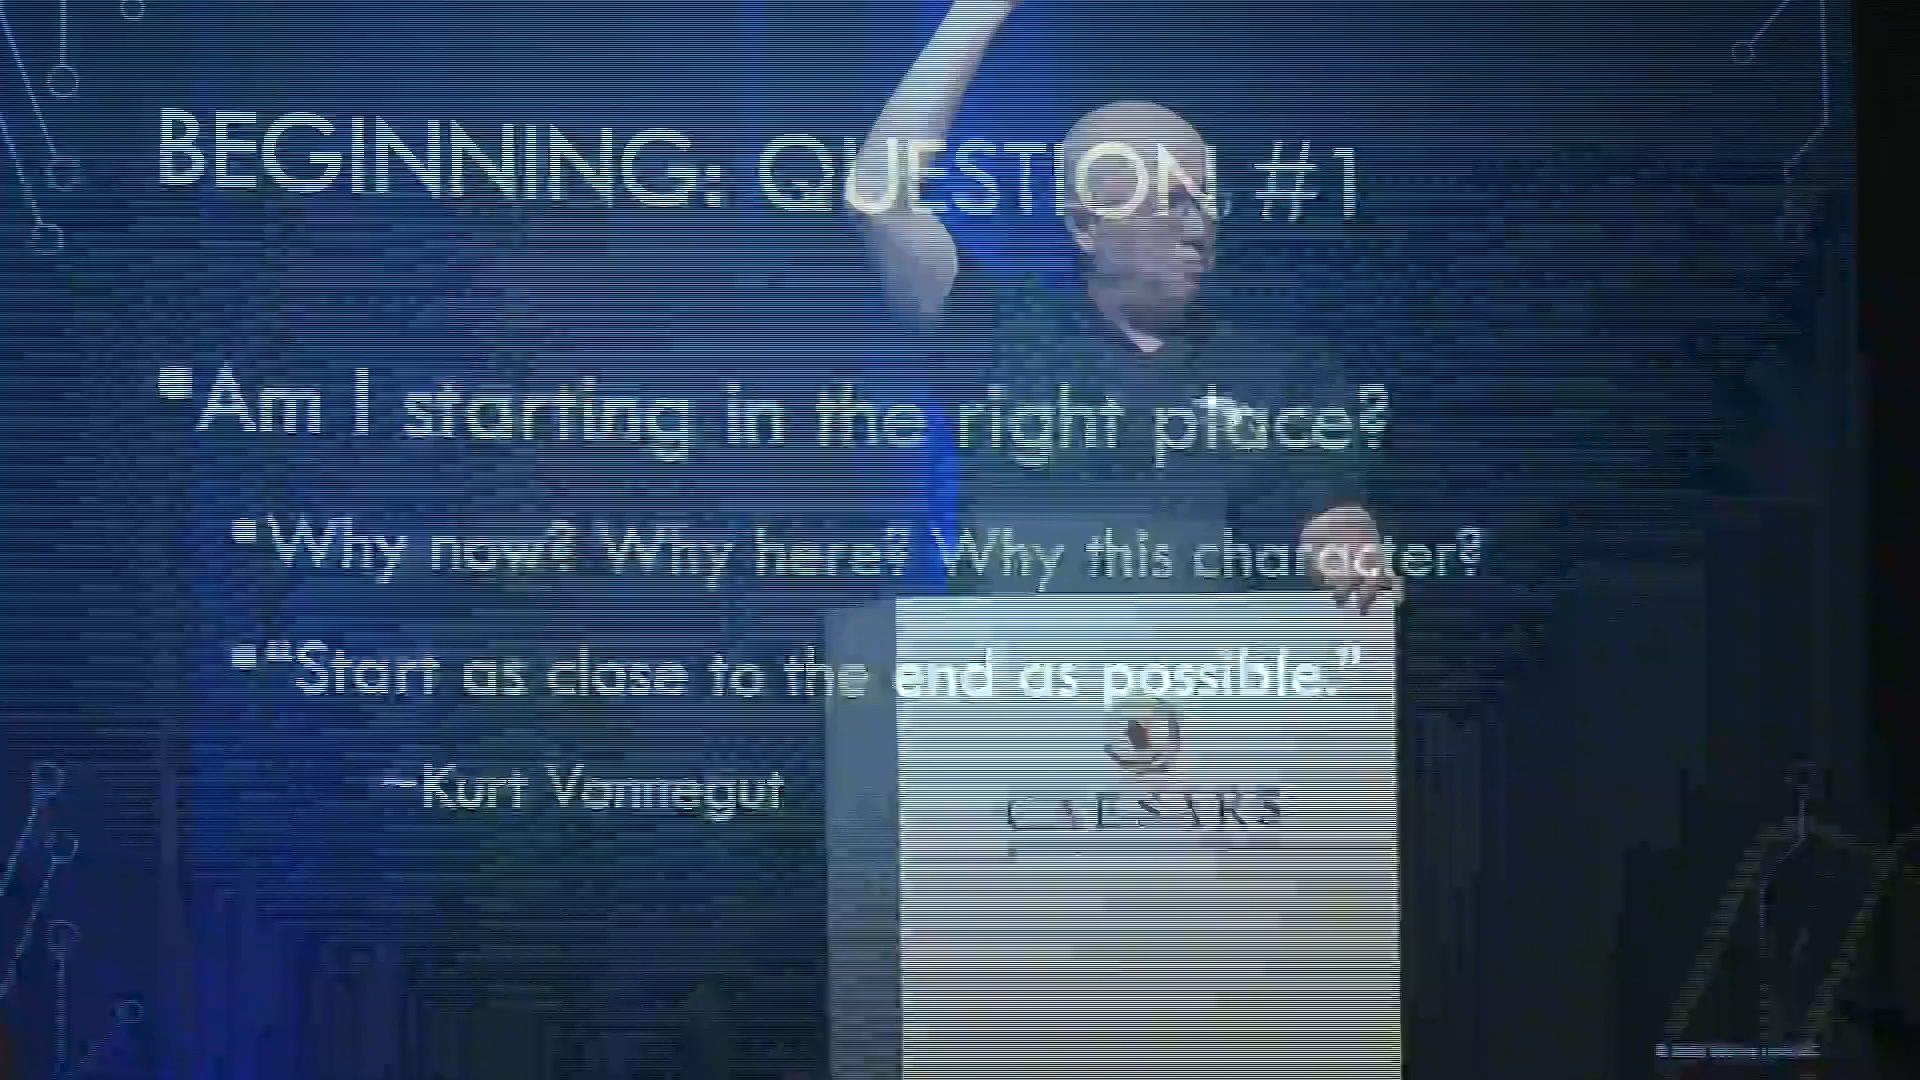 BEGINNING: QUESTION #1
▪Am I starting in the right place?
▪Why now? Why here? Why this character?
▪"Start as close to the end as possible."
~Kurt Vonnegut
CAESARS